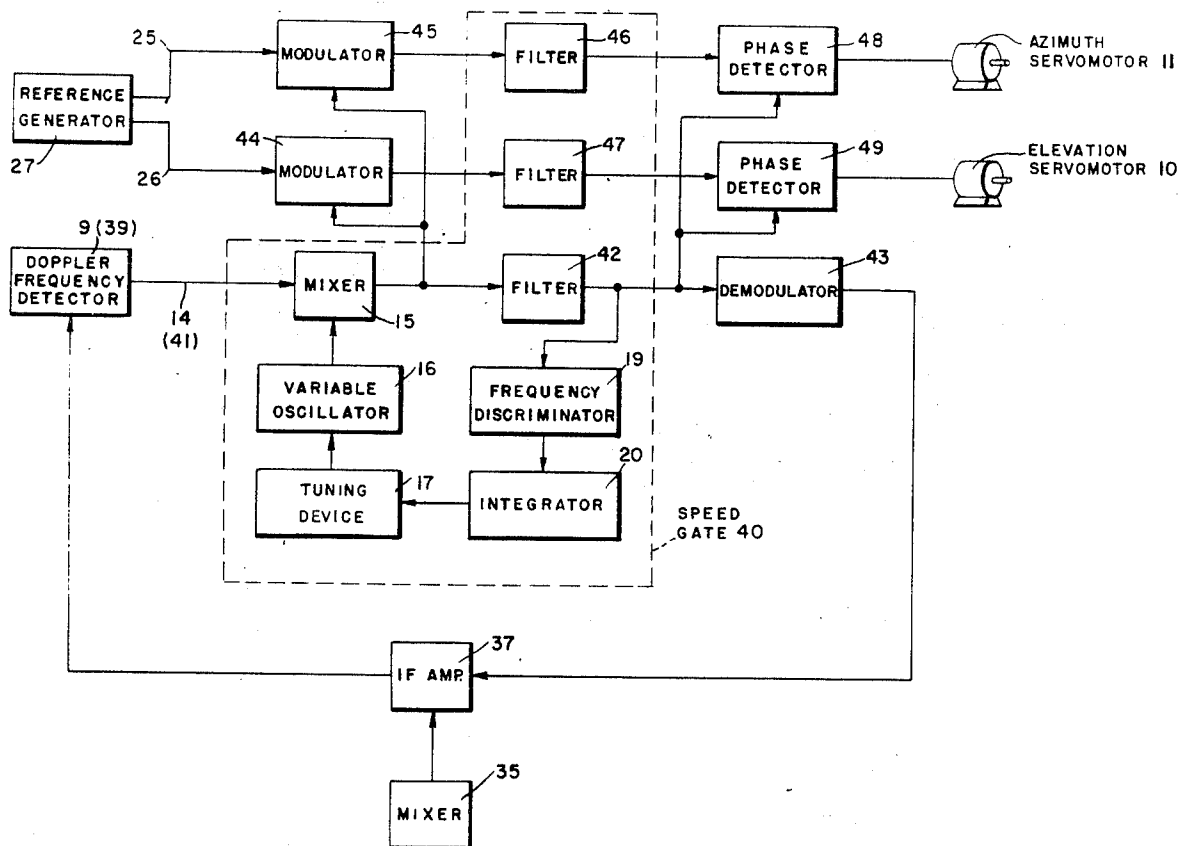 25
45
MODULATOR
46
FILTER
PHASE
DETECTOR
48
AZIMUTH
SERVOMOTOR 11
REFERENCE
GENERATOR
27
26
44
MODULATOR
47
FILTER
PHASE
DETECTOR
49
ELEVATION
SERVOMOTOR 10
9 (39)
DOPPLER
FREQUENCY
DETECTOR
14
(41)
MIXER
15
42
FILTER
43
DEMODULATOR
16
VARIABLE
OSCILLATOR
19
FREQUENCY
DISCRIMINATOR
17
TUNING
DEVICE
20
INTEGRATOR
SPEED
GATE 40
37
IF AMP.
35
MIXER